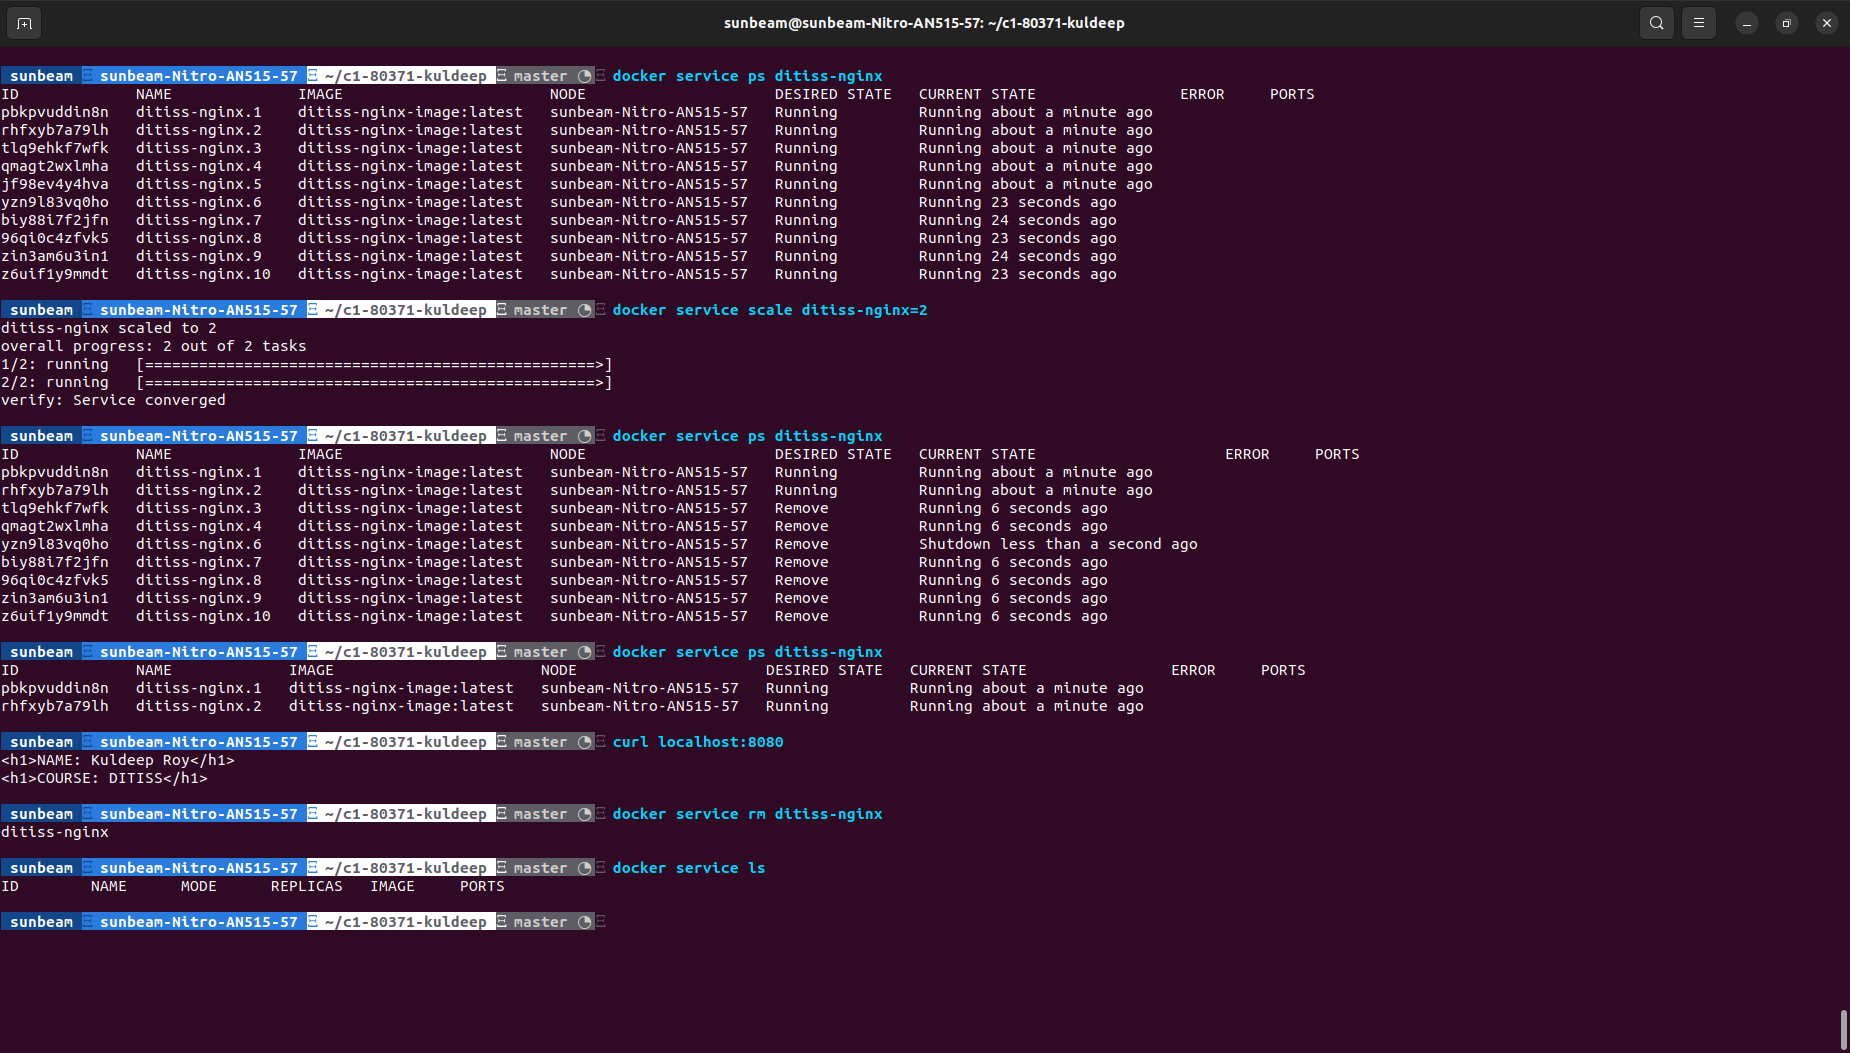 sunbeam@sunbeam-Nitro-AN515-57: ~/c1-80371-kuldeep
sunbeam sunbeam-Nitro-AN515-57 ~/c1-80371-kuldeep master docker service ps ditiss-nginx
ID NAME IMAGE NODE DESIRED STATE CURRENT STATE ERROR PORTS
pbkpvuddin8n ditiss-nginx.1 ditiss-nginx-image:latest sunbeam-Nitro-AN515-57 Running Running about a minute ago
rhfxyb7a79lh ditiss-nginx.2 ditiss-nginx-image:latest sunbeam-Nitro-AN515-57 Running Running about a minute ago
tlq9ehkf7wfk ditiss-nginx.3 ditiss-nginx-image:latest sunbeam-Nitro-AN515-57 Running Running about a minute ago
qmagt2wxlmha ditiss-nginx.4 ditiss-nginx-image:latest sunbeam-Nitro-AN515-57 Running Running about a minute ago
jf98ev4y4hva ditiss-nginx.5 ditiss-nginx-image:latest sunbeam-Nitro-AN515-57 Running Running about a minute ago
yzn9l83vq0ho ditiss-nginx.6 ditiss-nginx-image:latest sunbeam-Nitro-AN515-57 Running Running 23 seconds ago
biy88i7f2jfn ditiss-nginx.7 ditiss-nginx-image:latest sunbeam-Nitro-AN515-57 Running Running 24 seconds ago
96qi0c4zfvk5 ditiss-nginx.8 ditiss-nginx-image:latest sunbeam-Nitro-AN515-57 Running Running 23 seconds ago
zin3am6u3in1 ditiss-nginx.9 ditiss-nginx-image:latest sunbeam-Nitro-AN515-57 Running Running 24 seconds ago
z6uif1y9mmdt ditiss-nginx.10 ditiss-nginx-image:latest sunbeam-Nitro-AN515-57 Running Running 23 seconds ago
sunbeam sunbeam-Nitro-AN515-57 ~/c1-80371-kuldeep master docker service scale ditiss-nginx=2
ditiss-nginx scaled to 2
overall progress: 2 out of 2 tasks
1/2: running [==================================================>]
2/2: running [==================================================>]
verify: Service converged
sunbeam sunbeam-Nitro-AN515-57 ~/c1-80371-kuldeep master docker service ps ditiss-nginx
ID NAME IMAGE NODE DESIRED STATE CURRENT STATE ERROR PORTS
pbkpvuddin8n ditiss-nginx.1 ditiss-nginx-image:latest sunbeam-Nitro-AN515-57 Running Running about a minute ago
rhfxyb7a79lh ditiss-nginx.2 ditiss-nginx-image:latest sunbeam-Nitro-AN515-57 Running Running about a minute ago
tlq9ehkf7wfk ditiss-nginx.3 ditiss-nginx-image:latest sunbeam-Nitro-AN515-57 Remove Running 6 seconds ago
qmagt2wxlmha ditiss-nginx.4 ditiss-nginx-image:latest sunbeam-Nitro-AN515-57 Remove Running 6 seconds ago
yzn9l83vq0ho ditiss-nginx.6 ditiss-nginx-image:latest sunbeam-Nitro-AN515-57 Remove Shutdown less than a second ago
biy88i7f2jfn ditiss-nginx.7 ditiss-nginx-image:latest sunbeam-Nitro-AN515-57 Remove Running 6 seconds ago
96qi0c4zfvk5 ditiss-nginx.8 ditiss-nginx-image:latest sunbeam-Nitro-AN515-57 Remove Running 6 seconds ago
zin3am6u3in1 ditiss-nginx.9 ditiss-nginx-image:latest sunbeam-Nitro-AN515-57 Remove Running 6 seconds ago
z6uif1y9mmdt ditiss-nginx.10 ditiss-nginx-image:latest sunbeam-Nitro-AN515-57 Remove Running 6 seconds ago
sunbeam sunbeam-Nitro-AN515-57 ~/c1-80371-kuldeep master docker service ps ditiss-nginx
ID NAME IMAGE NODE DESIRED STATE CURRENT STATE ERROR PORTS
pbkpvuddin8n ditiss-nginx.1 ditiss-nginx-image:latest sunbeam-Nitro-AN515-57 Running Running about a minute ago
rhfxyb7a79lh ditiss-nginx.2 ditiss-nginx-image:latest sunbeam-Nitro-AN515-57 Running Running about a minute ago
sunbeam sunbeam-Nitro-AN515-57 ~/c1-80371-kuldeep master curl localhost:8080
<h1>NAME: Kuldeep Roy</h1>
<h1>COURSE: DITISS</h1>
sunbeam sunbeam-Nitro-AN515-57 ~/c1-80371-kuldeep master docker service rm ditiss-nginx
ditiss-nginx
sunbeam sunbeam-Nitro-AN515-57 ~/c1-80371-kuldeep master docker service ls
ID NAME MODE REPLICAS IMAGE PORTS
sunbeam sunbeam-Nitro-AN515-57 ~/c1-80371-kuldeep master